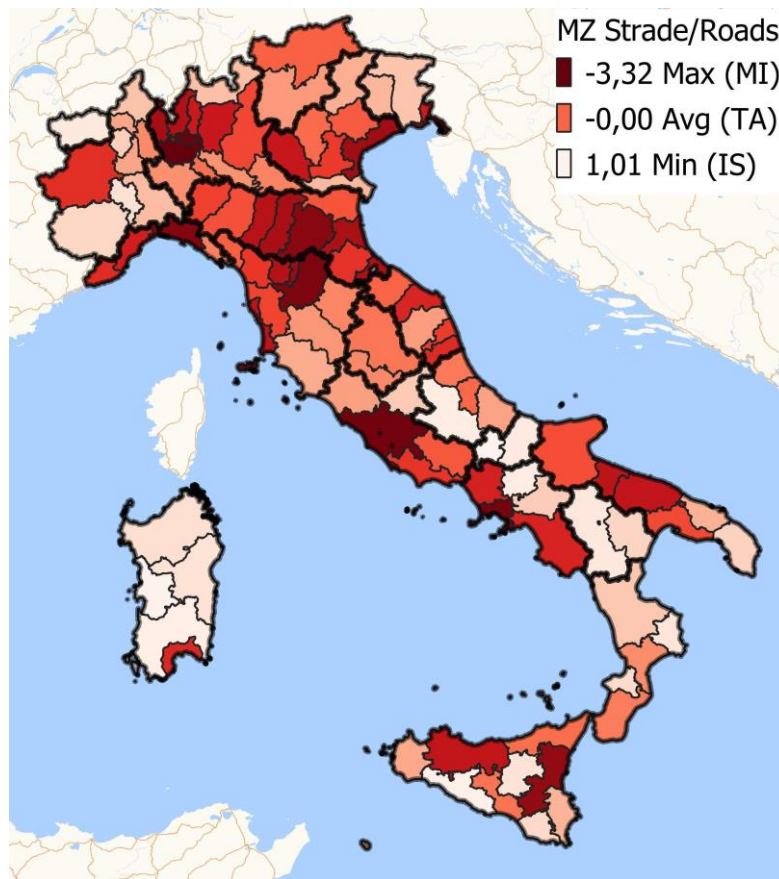 MZ Strade/Roads
-3,32 Max (MI)
-0,00 Avg (TA)
1,01 Min (IS)